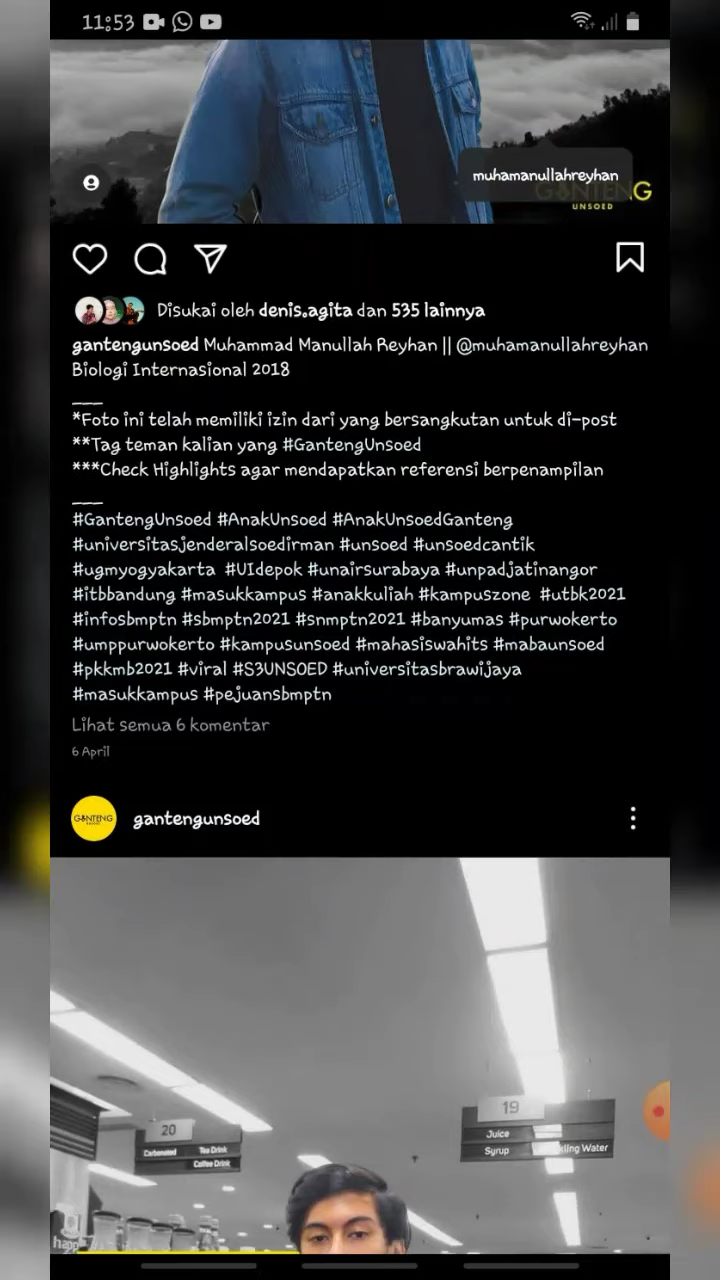 11:53
muhamanullahreyhan
GANTENG
UNSOED
Disukai oleh denis.agita dan 535 lainnya
gantengunsoed Muhammad Manullah Reyhan || @muhamanullahreyhan
Biologi Internasional 2018
___
*Foto ini telah memiliki izin dari yang bersangkutan untuk di-post
**Tag teman kalian yang #GantengUnsoed
***Check Highlights agar mendapatkan referensi berpenampilan
___
#GantengUnsoed #AnakUnsoed #AnakUnsoedGanteng
#universitasjenderalsoedirman #unsoed #unsoedcantik
#ugmyogyakarta #UIdepok #unairsurabaya #unpadjatinangor
#itbbandung #masukkampus #anakkuliah #kampuszone #utbk2021
#infosbmptn #sbmptn2021 #snmptn2021 #banyumas #purwokerto
#umppurwokerto #kampusunsoed #mahasiswahits #mabaunsoed
#pkkmb2021 #viral #S3UNSOED #universitasbrawijaya
#masukkampus #pejuansbmptn
Lihat semua 6 komentar
6 April
GANTENG
gantengunsoed
19
Juice
Syrup
20
Carbonated Tea Drink
Coffee Drink